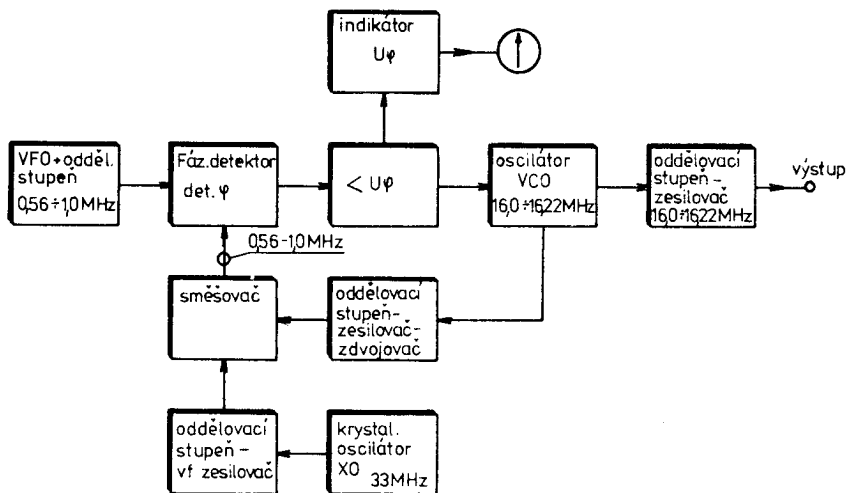 indikátor
Uφ
VFO+odděl.
stupeň
0,56÷1,0MHz
Fáz.detektor
det. φ
< Uφ
oscilátor
VCO
16,0÷16,22MHz
oddělovací
stupeň-
zesilovač
16,0÷16,22MHz
výstup
0,56-1,0MHz
směšovač
oddělovací
stupeň-
zesilovač-
zdvojovač
oddělovací
stupeň-
vf zesilovač
krystal.
oscilátor
XO
33MHz